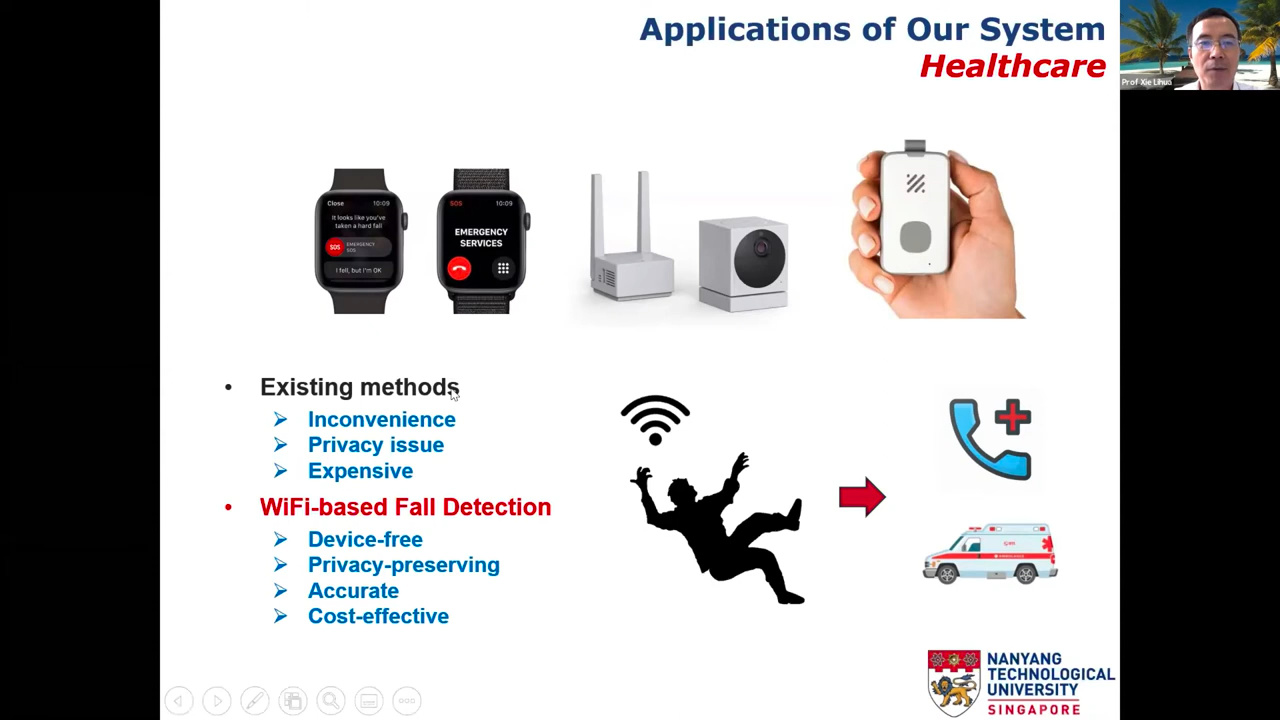 Applications of Our System
Healthcare
Prof Xie Lihua
Close 10:09
It looks like you've
taken a hard fall
SOS EMERGENCY
SOS
I fell, but I'm OK
SOS 10:09
EMERGENCY
SERVICES
• Existing methods
➢ Inconvenience
➢ Privacy issue
➢ Expensive
• WiFi-based Fall Detection
➢ Device-free
➢ Privacy-preserving
➢ Accurate
➢ Cost-effective
NANYANG
TECHNOLOGICAL
UNIVERSITY
SINGAPORE